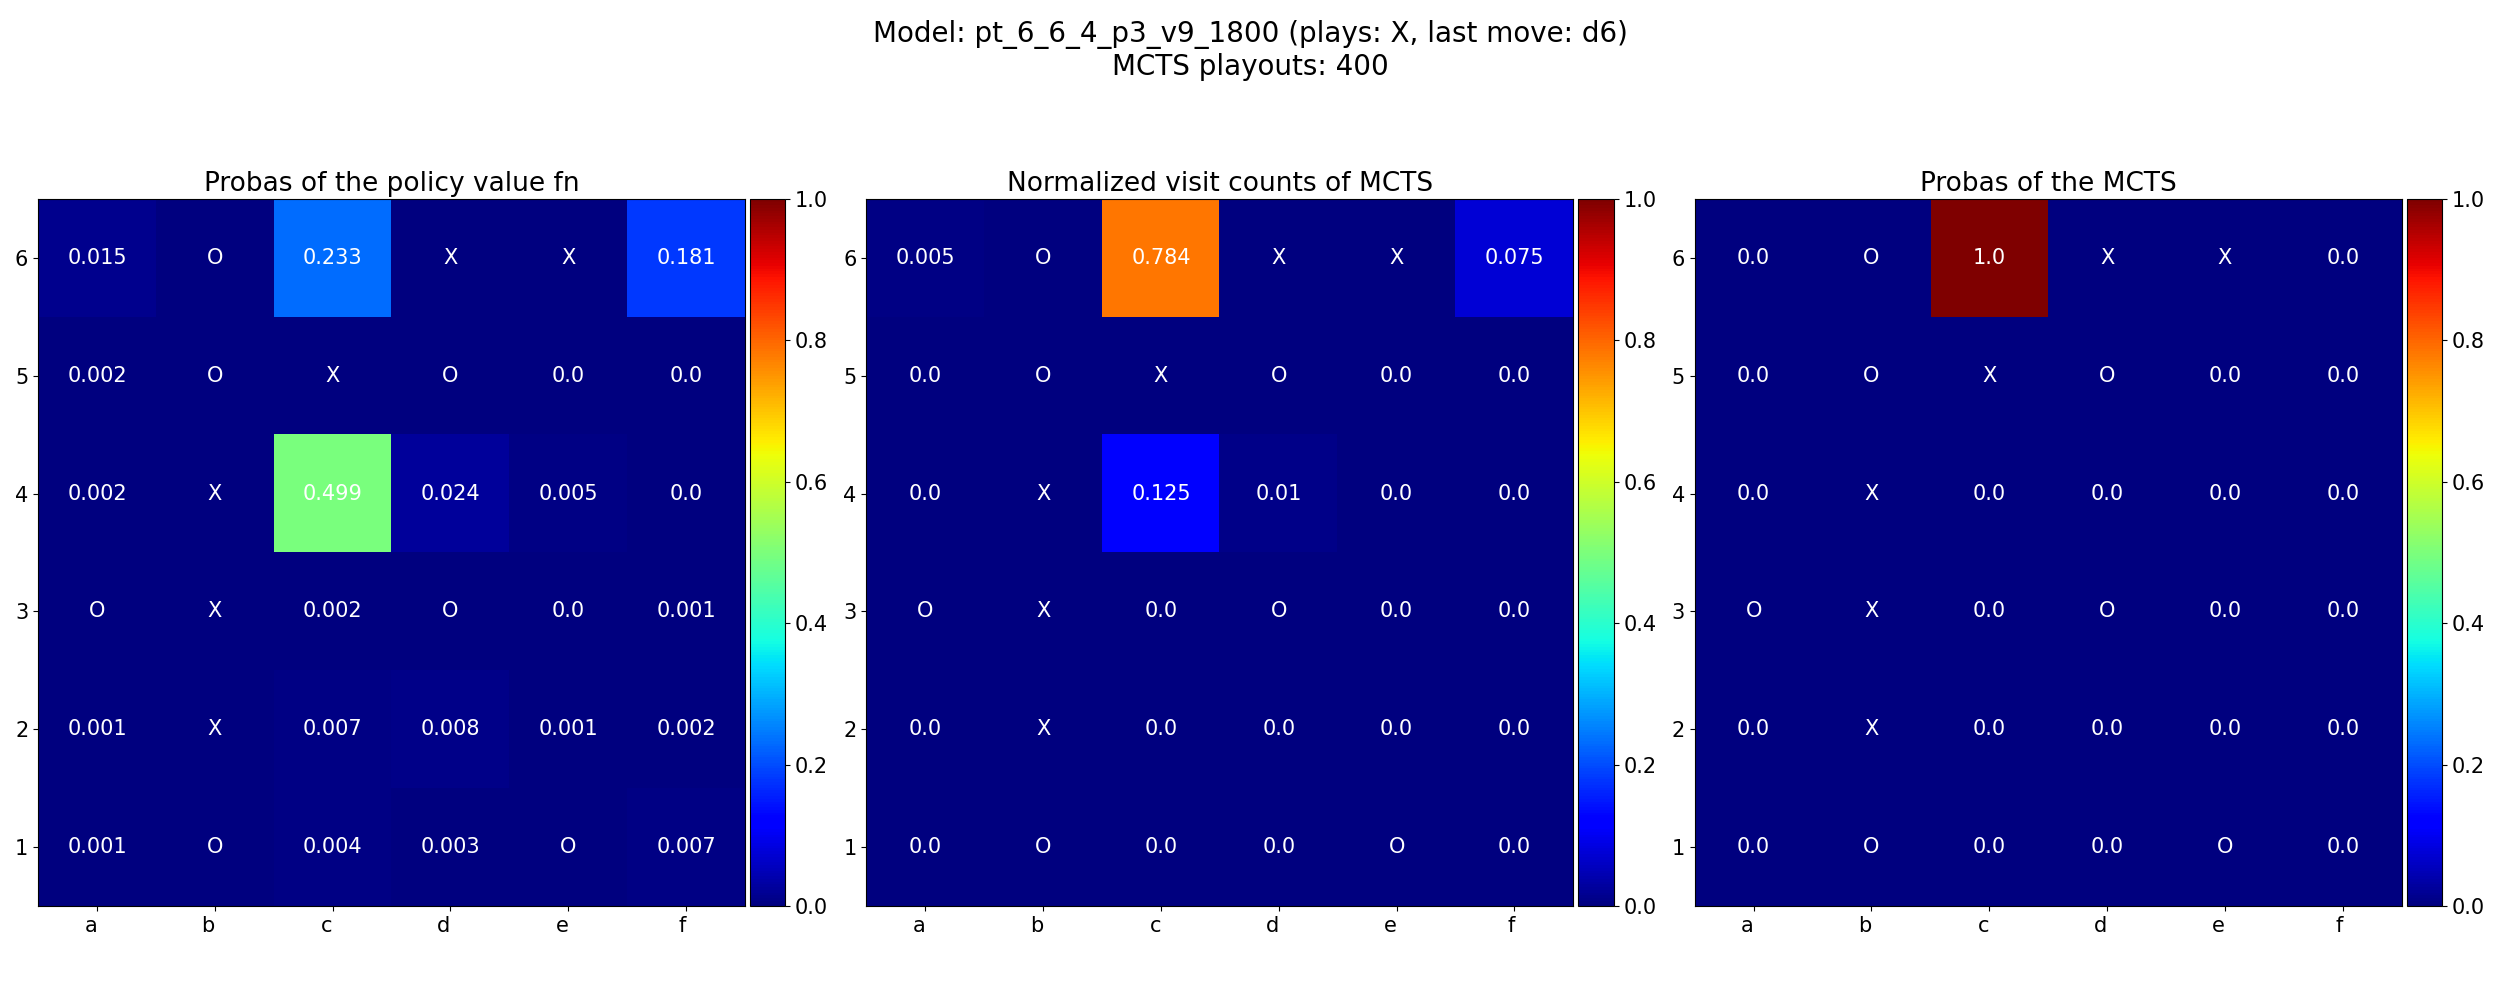 Model: pt_6_6_4_p3_v9_1800 (plays: X, last move: d6)
MCTS playouts: 400
Probas of the policy value fn
1.0
0.8
0.6
0.4
0.2
0.0
6 0.015 O 0.233 X X 0.181
5 0.002 O X O 0.0 0.0
4 0.002 X 0.499 0.024 0.005 0.0
3 O X 0.002 O 0.0 0.001
2 0.001 X 0.007 0.008 0.001 0.002
1 0.001 O 0.004 0.003 O 0.007
a b c d e f
Normalized visit counts of MCTS
1.0
0.8
0.6
0.4
0.2
0.0
6 0.005 O 0.784 X X 0.075
5 0.0 O X O 0.0 0.0
4 0.0 X 0.125 0.01 0.0 0.0
3 O X 0.0 O 0.0 0.0
2 0.0 X 0.0 0.0 0.0 0.0
1 0.0 O 0.0 0.0 O 0.0
a b c d e f
Probas of the MCTS
1.0
0.8
0.6
0.4
0.2
0.0
6 0.0 O 1.0 X X 0.0
5 0.0 O X O 0.0 0.0
4 0.0 X 0.0 0.0 0.0 0.0
3 O X 0.0 O 0.0 0.0
2 0.0 X 0.0 0.0 0.0 0.0
1 0.0 O 0.0 0.0 O 0.0
a b c d e f